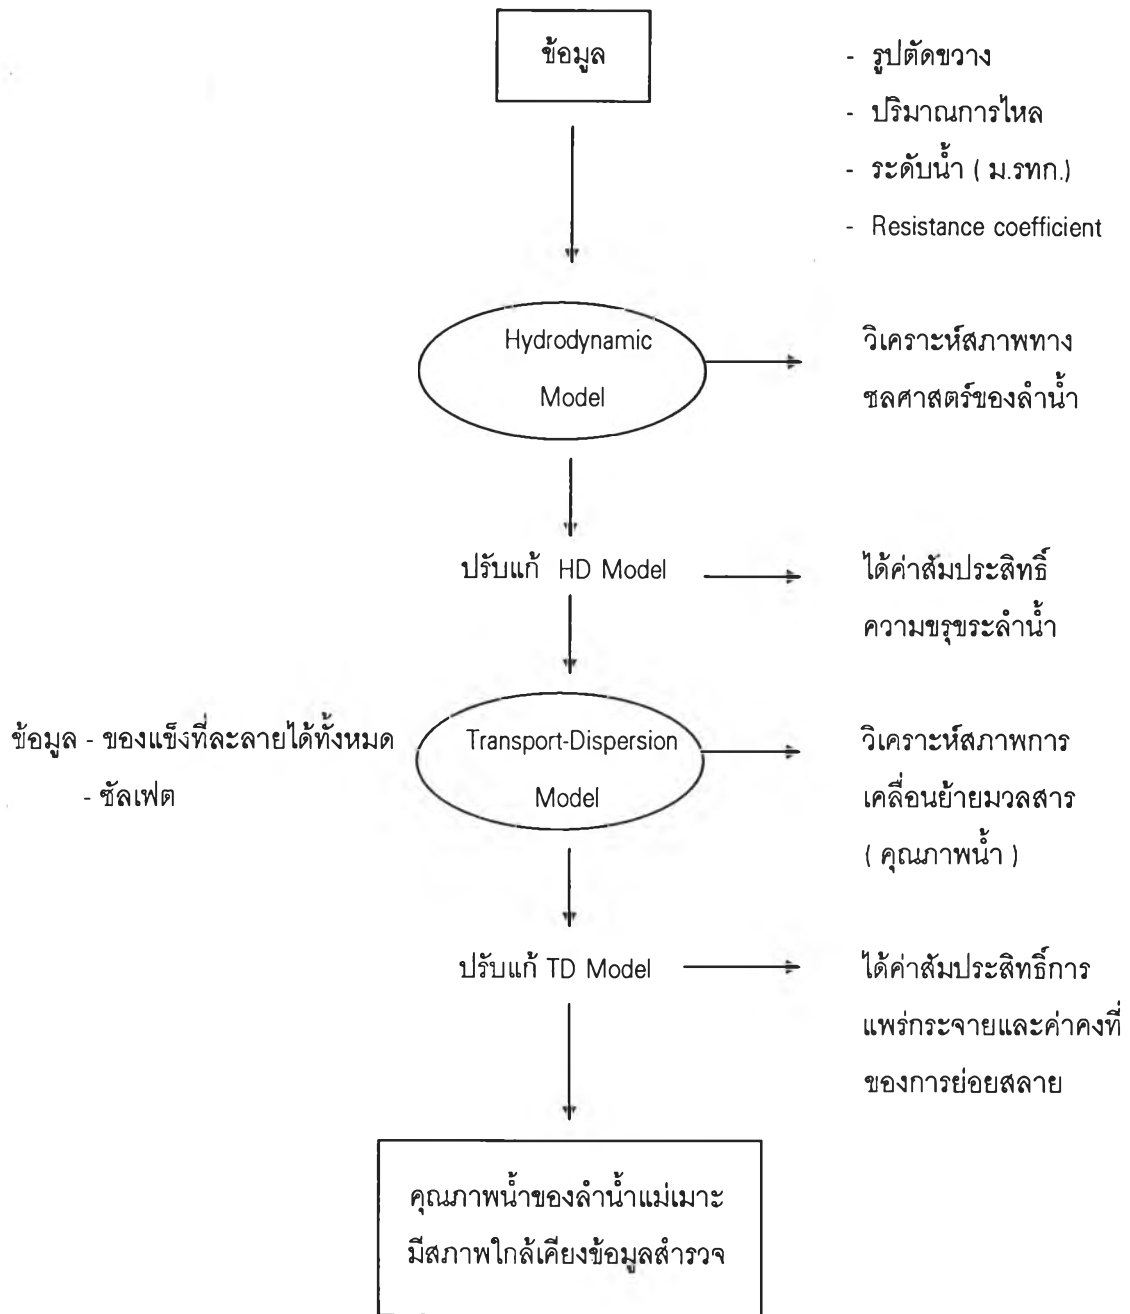 ข้อมูล
- รูปตัดขวาง
- ปริมาณการไหล
- ระดับน้ำ ( ม.รทก.)
- Resistance coefficient
Hydrodynamic
Model
วิเคราะห์สภาพทาง
ชลศาสตร์ของลำน้ำ
ปรับแก้ HD Model
ได้ค่าสัมประสิทธิ์
ความขรุขระลำน้ำ
ข้อมูล - ของแข็งที่ละลายได้ทั้งหมด
- ซัลเฟต
Transport-Dispersion
Model
วิเคราะห์สภาพการ
เคลื่อนย้ายมวลสาร
( คุณภาพน้ำ )
ปรับแก้ TD Model
ได้ค่าสัมประสิทธิ์การ
แพร่กระจายและค่าคงที่
ของการย่อยสลาย
คุณภาพน้ำของลำน้ำแม่เมาะ
มีสภาพใกล้เคียงข้อมูลสำรวจ